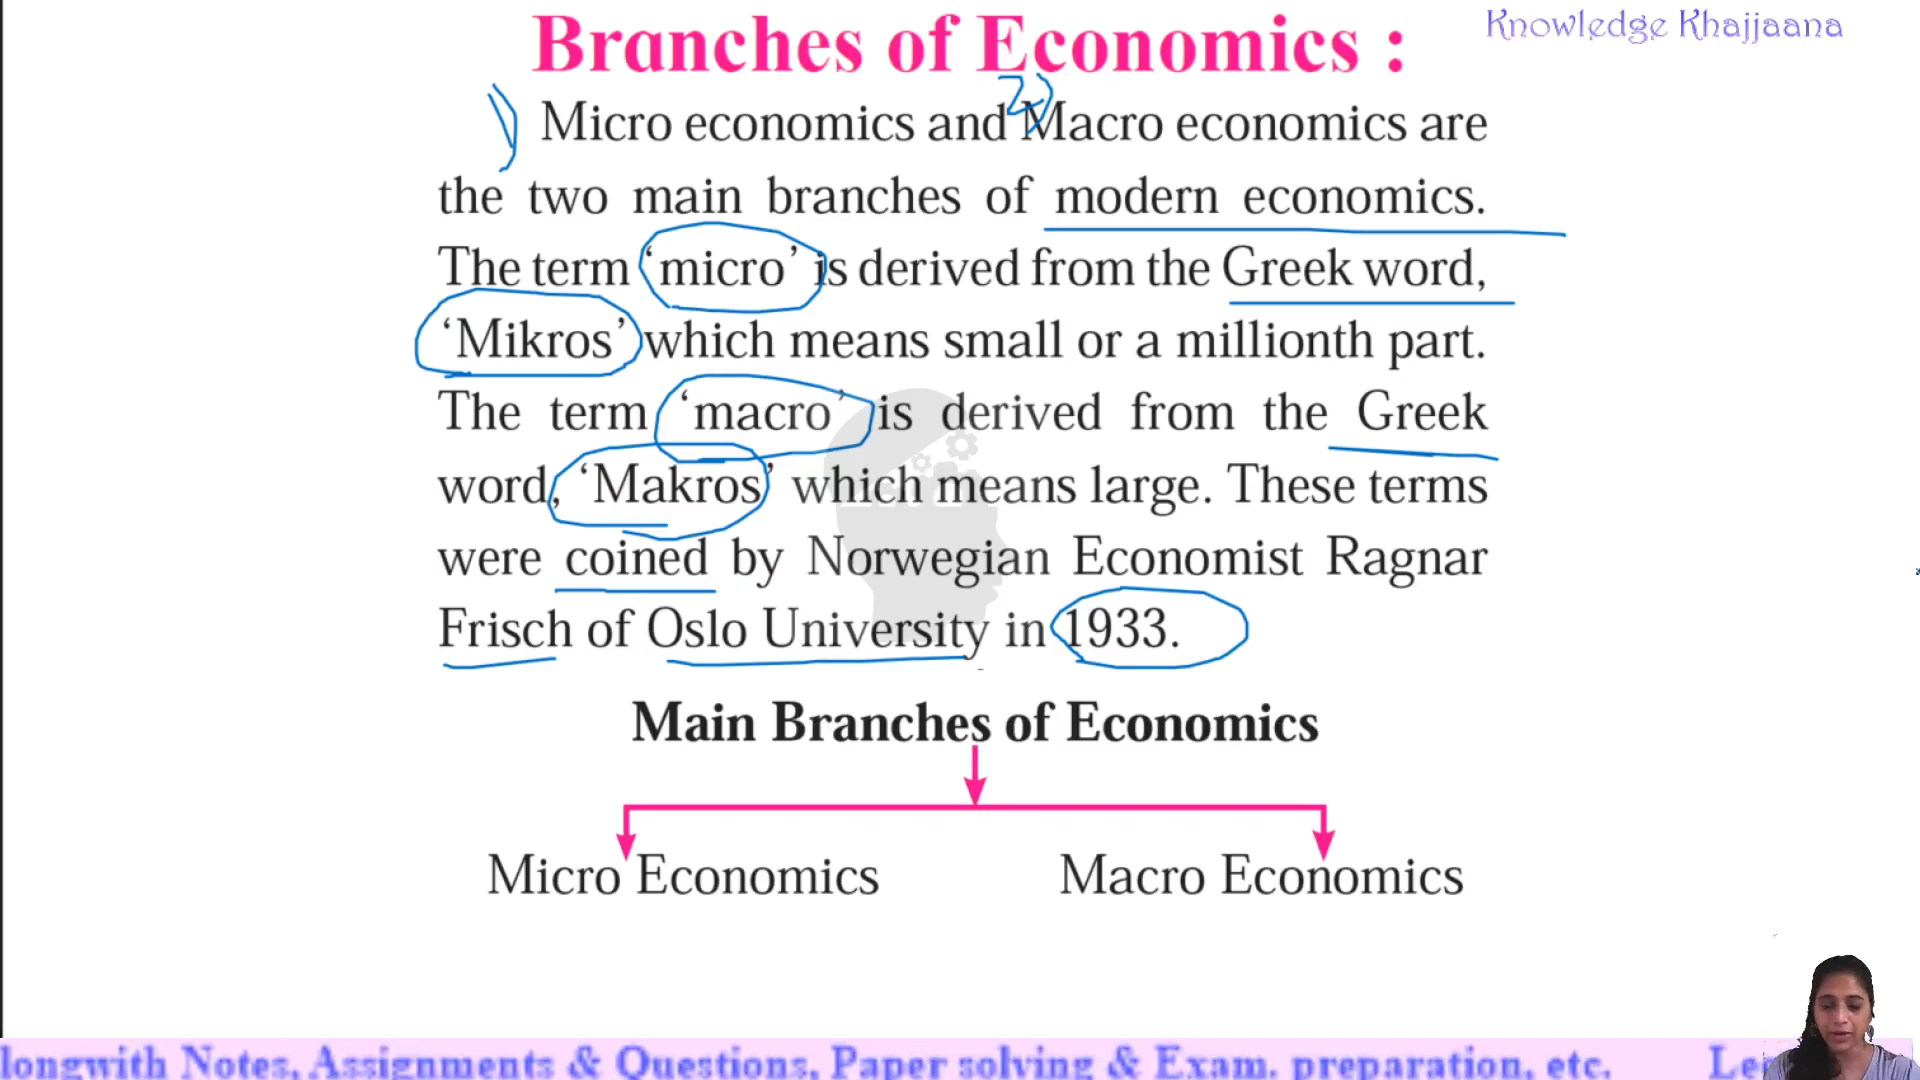 Branches of Economics :
Knowledge Khajjaana
1) Micro economics and 2) Macro economics are
the two main branches of modern economics.
The term ‘micro’ is derived from the Greek word,
‘Mikros’ which means small or a millionth part.
The term ‘macro’ is derived from the Greek
word, ‘Makros’ which means large. These terms
were coined by Norwegian Economist Ragnar
Frisch of Oslo University in 1933.
Main Branches of Economics
Micro Economics Macro Economics
longwith Notes, Assignments & Questions, Paper solving & Exam. preparation, etc.